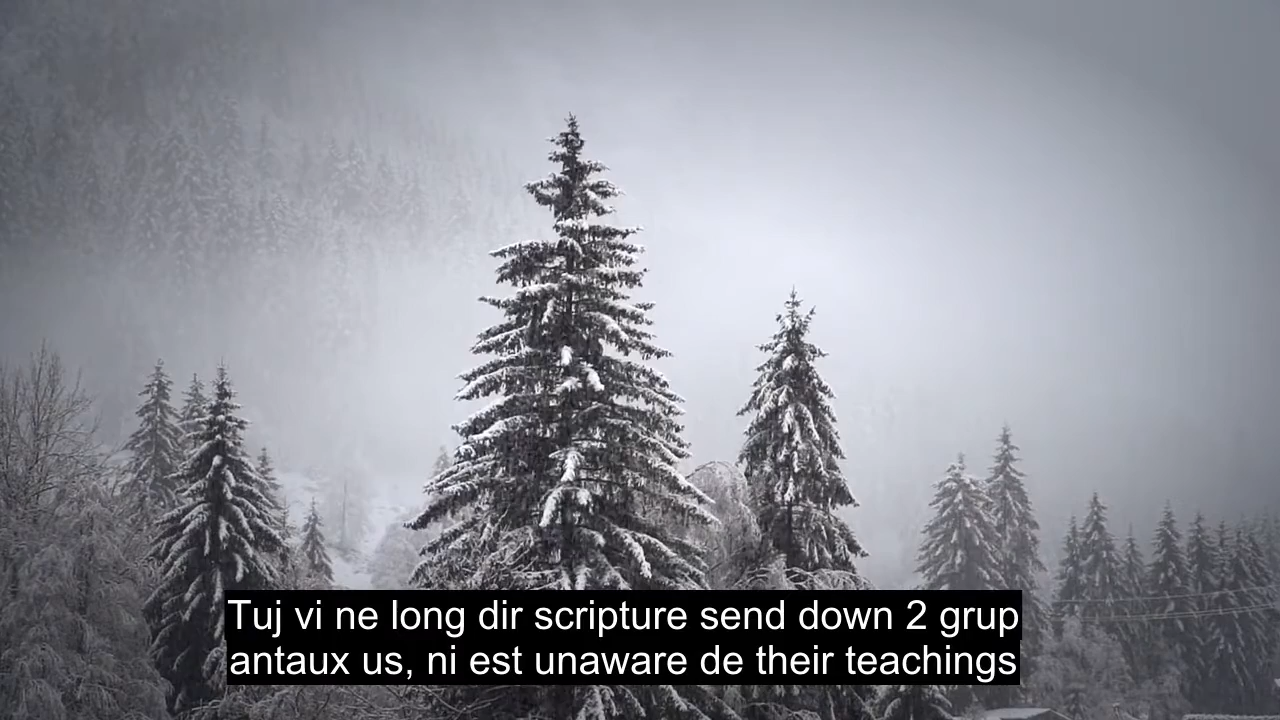 Tuj vi ne long dir scripture send down 2 grup
antaux us, ni est unaware de their teachings